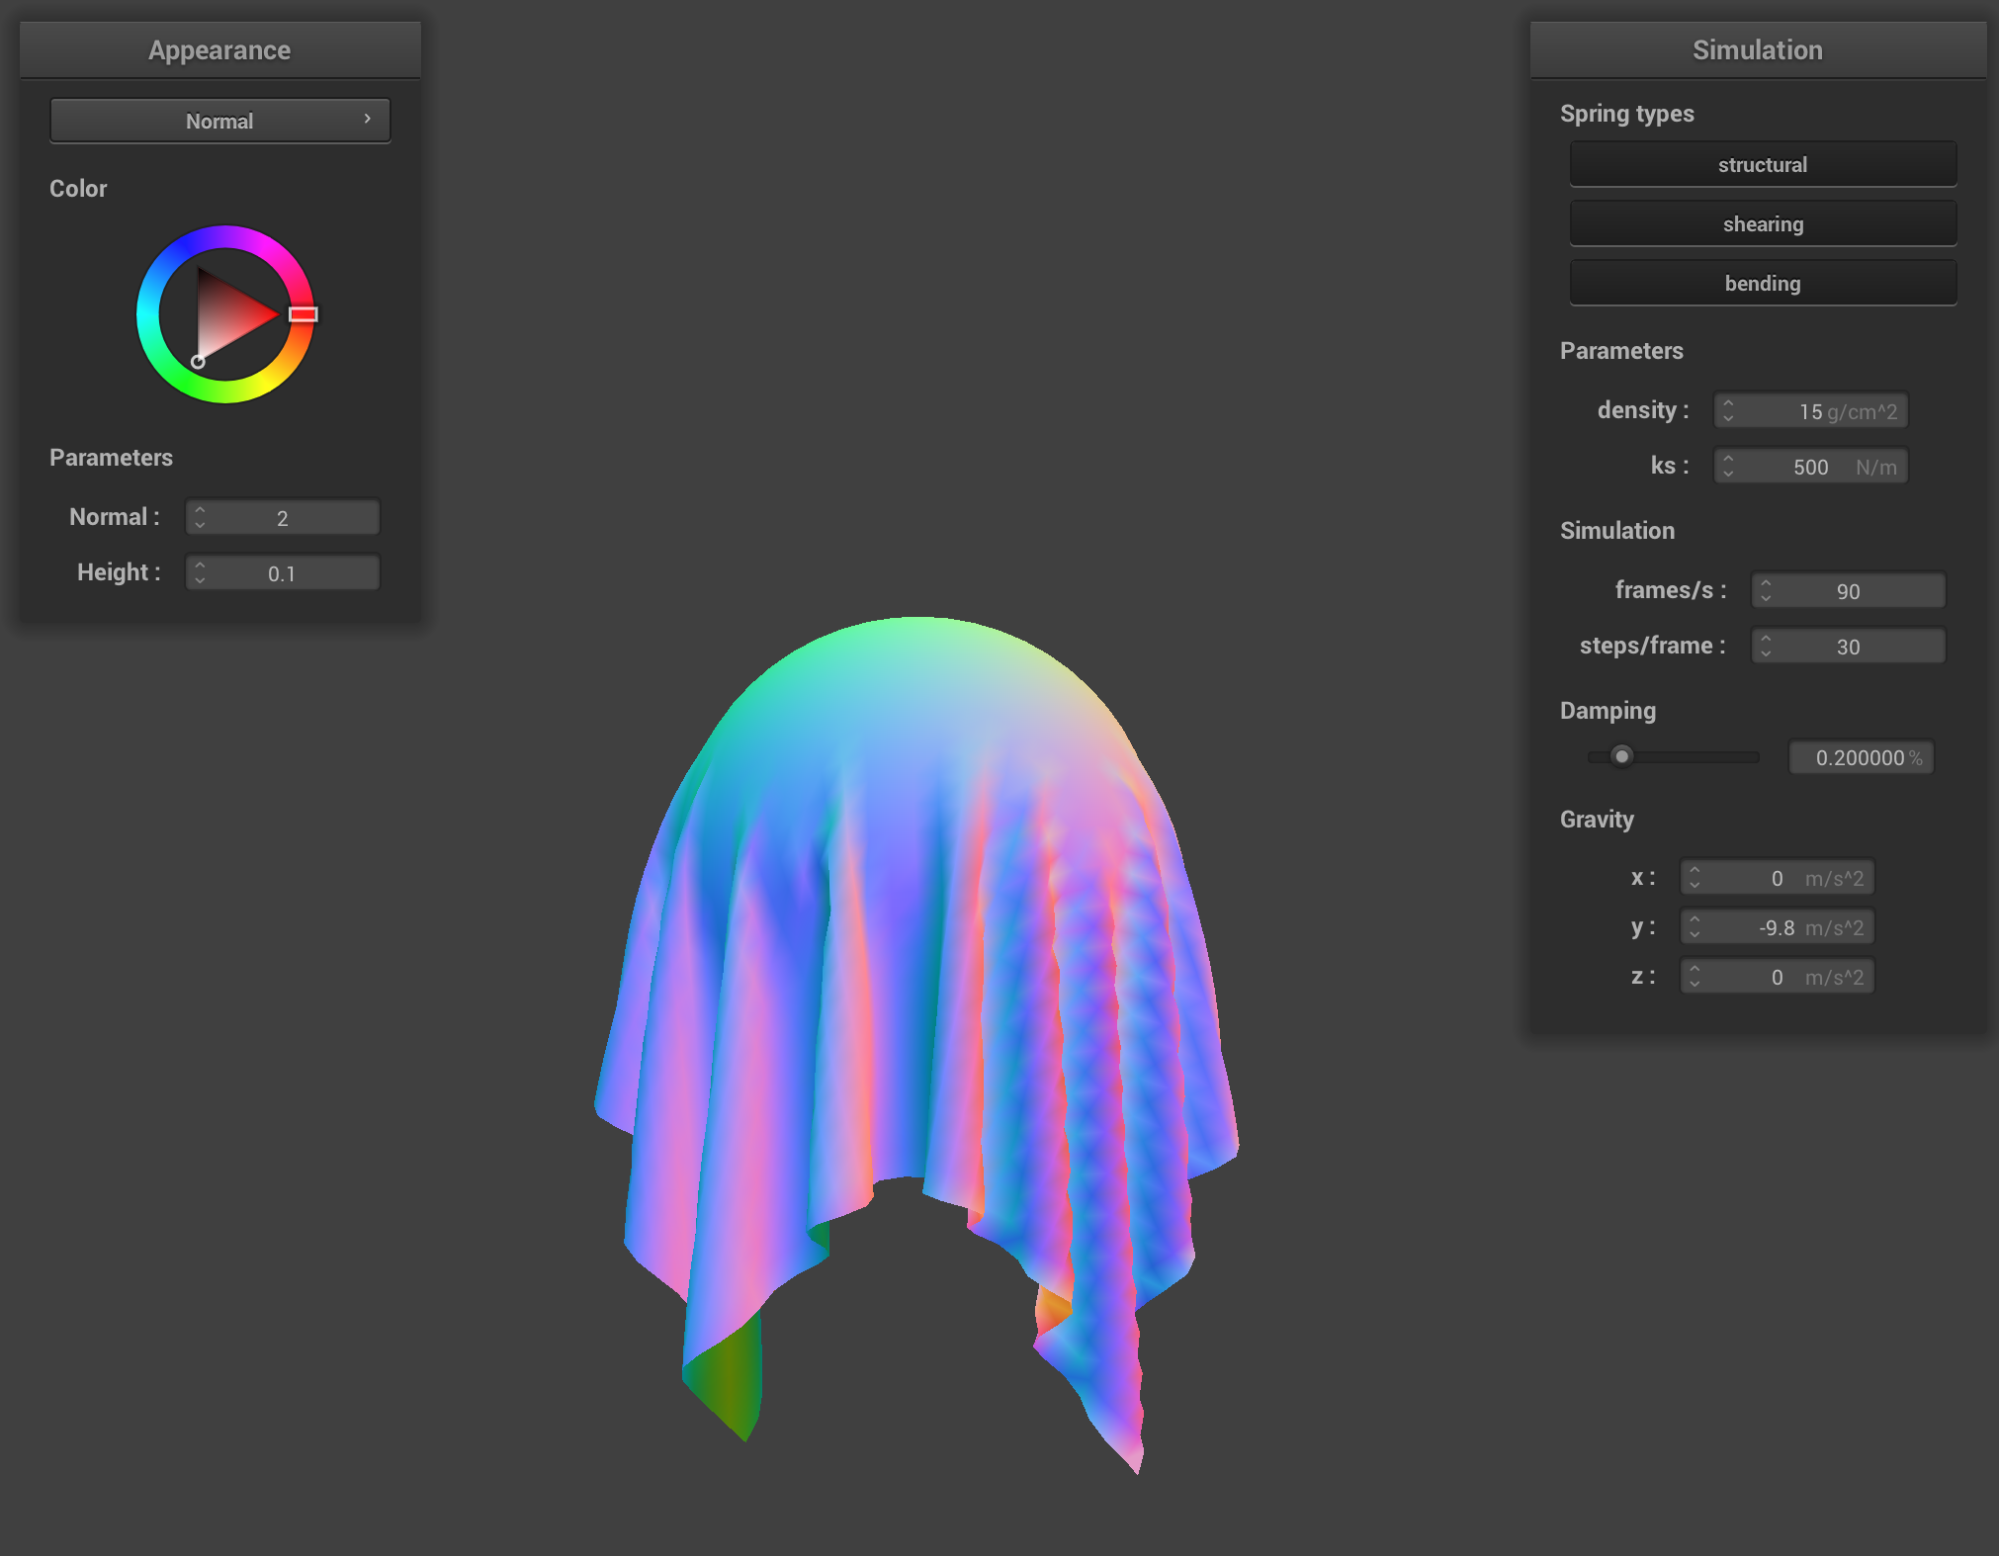 Appearance
Normal
Color
Parameters
Normal : 2
Height : 0.1
Simulation
Spring types
structural
shearing
bending
Parameters
density : 15 g/cm^2
ks : 500 N/m
Simulation
frames/s : 90
steps/frame : 30
Damping
0.200000 %
Gravity
x : 0 m/s^2
y : -9.8 m/s^2
z : 0 m/s^2